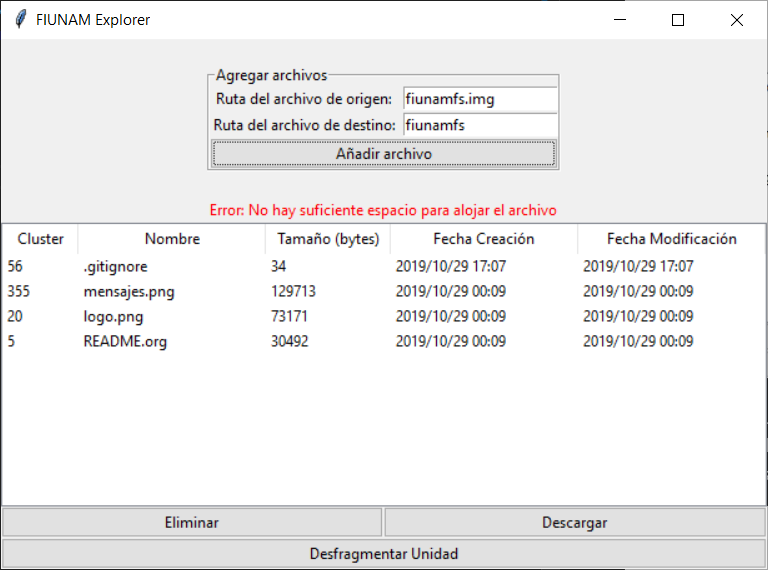 FIUNAM Explorer
Agregar archivos
Ruta del archivo de origen: fiunamfs.img
Ruta del archivo de destino: fiunamfs
Añadir archivo
Error: No hay suficiente espacio para alojar el archivo
Cluster Nombre Tamaño (bytes) Fecha Creación Fecha Modificación
56 .gitignore 34 2019/10/29 17:07 2019/10/29 17:07
355 mensajes.png 129713 2019/10/29 00:09 2019/10/29 00:09
20 logo.png 73171 2019/10/29 00:09 2019/10/29 00:09
5 README.org 30492 2019/10/29 00:09 2019/10/29 00:09
Eliminar Descargar
Desfragmentar Unidad